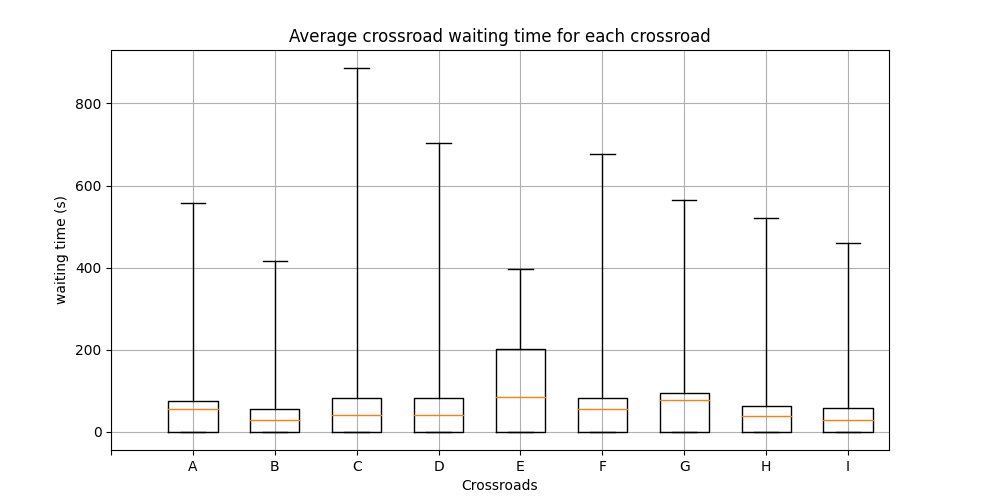 Average crossroad waiting time for each crossroad
waiting time (s)
800
600
400
200
0
A B C D E F G H I
Crossroads